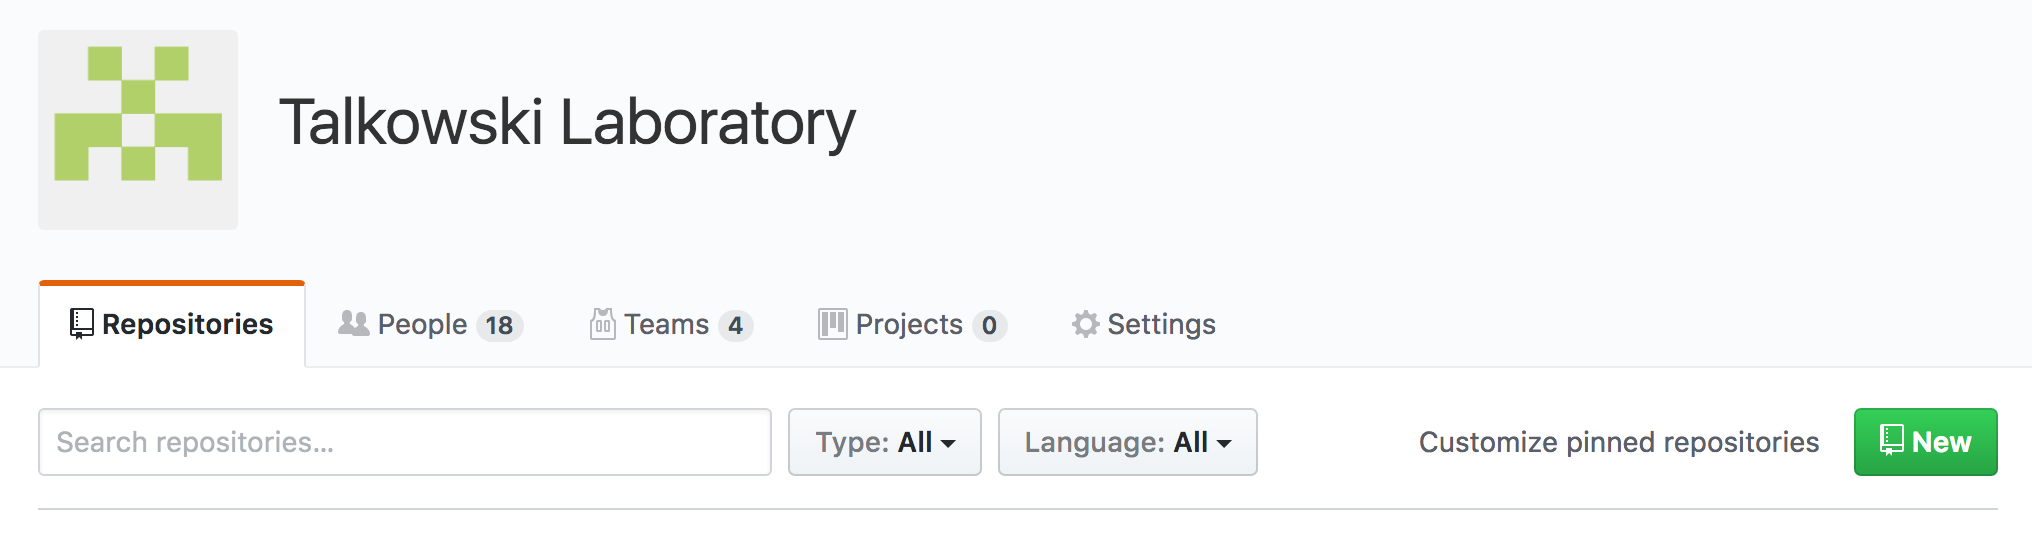 Talkowski Laboratory
Repositories People 18 Teams 4 Projects 0 Settings
Search repositories... Type: All Language: All Customize pinned repositories New